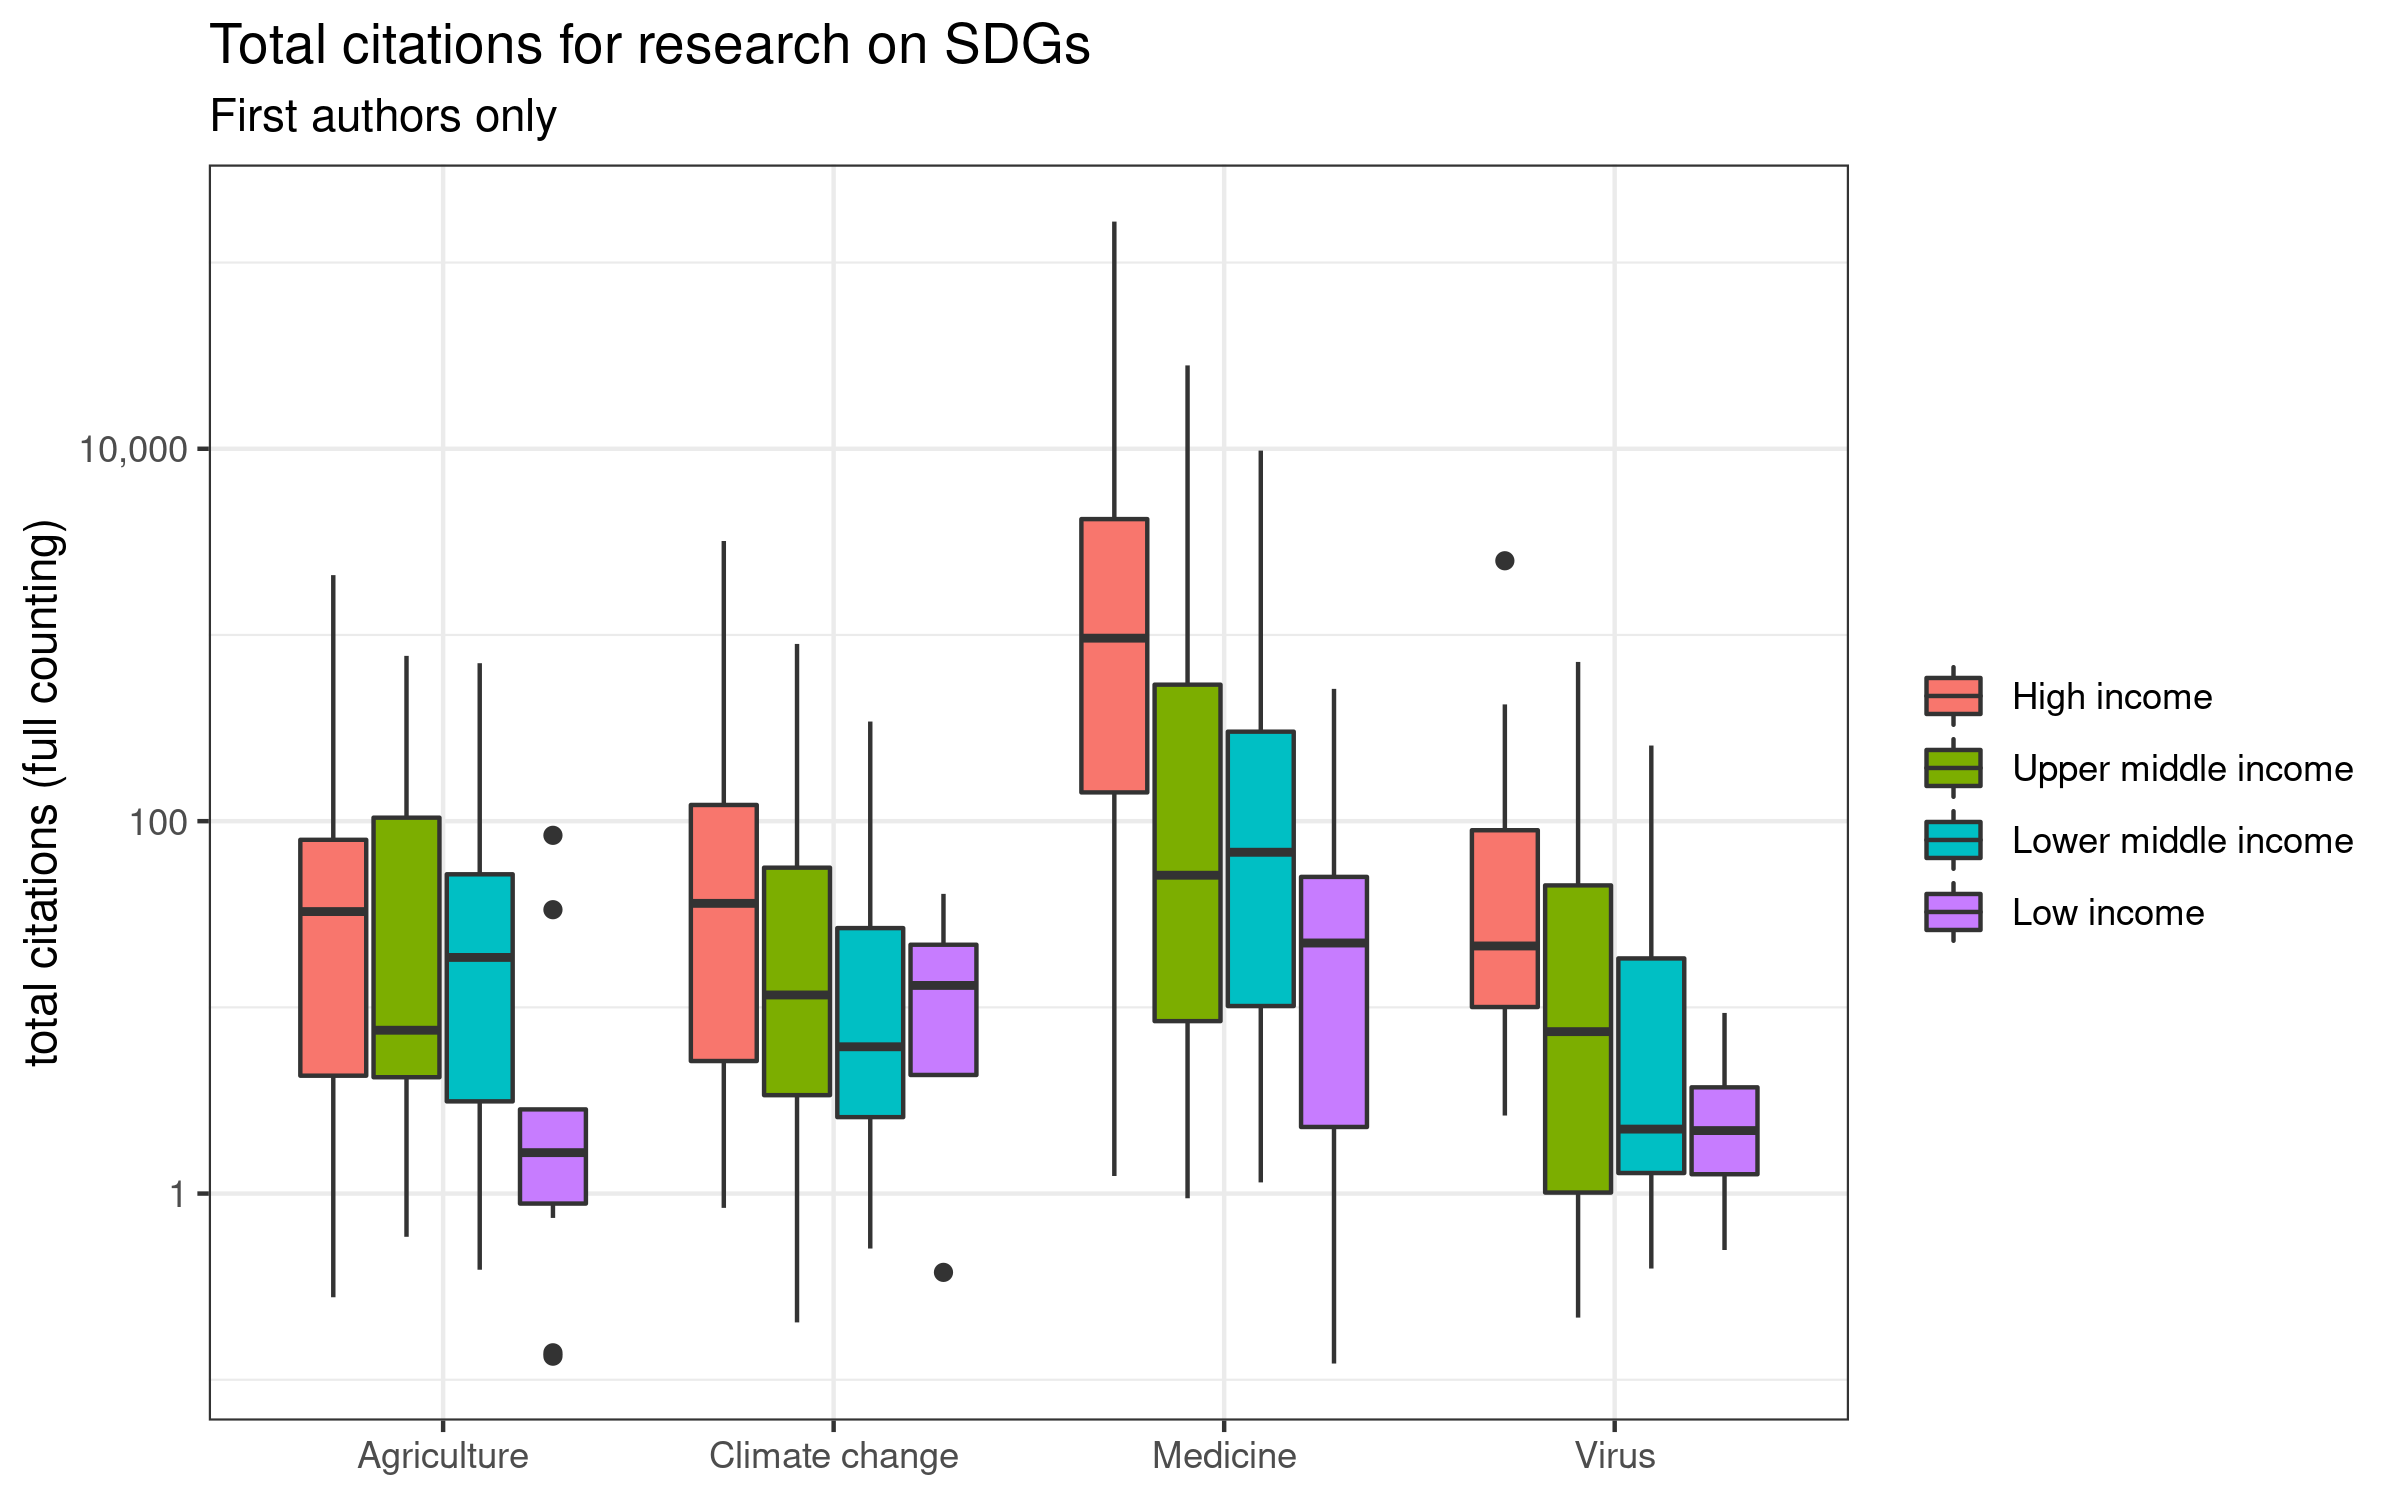 Total citations for research on SDGs
First authors only
total citations (full counting)
10,000
100
1
Agriculture
Climate change
Medicine
Virus
High income
Upper middle income
Lower middle income
Low income